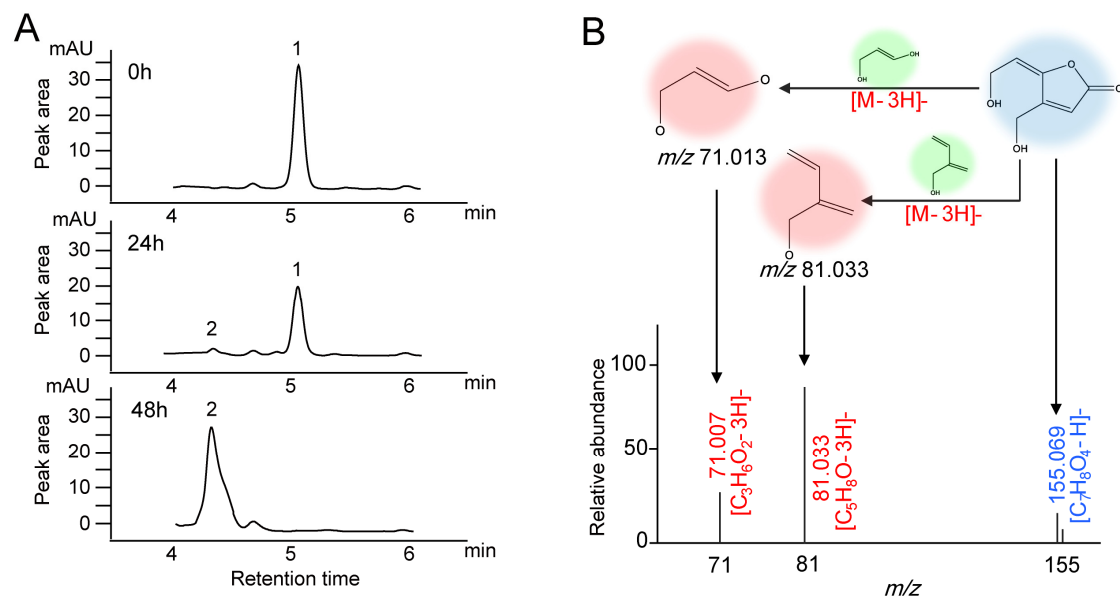 A
mAU
Peak area
30
20
10
0
0h
1
4
5
6
min
24h
Peak area
30
20
10
0
2
1
4
5
6
min
mAU
48h
Peak area
30
20
10
0
2
4
5
6
min
Retention time
B
O
O
m/z 71.013
OH
OH
[M- 3H]-
O
O
OH
OH
O
m/z 81.033
OH
[M- 3H]-
Relative abundance
100
50
0
71.007
[C3H6O2- 3H]-
81.033
[C5H8O- 3H]-
155.069
[C7H8O4- H]-
71
81
155
m/z